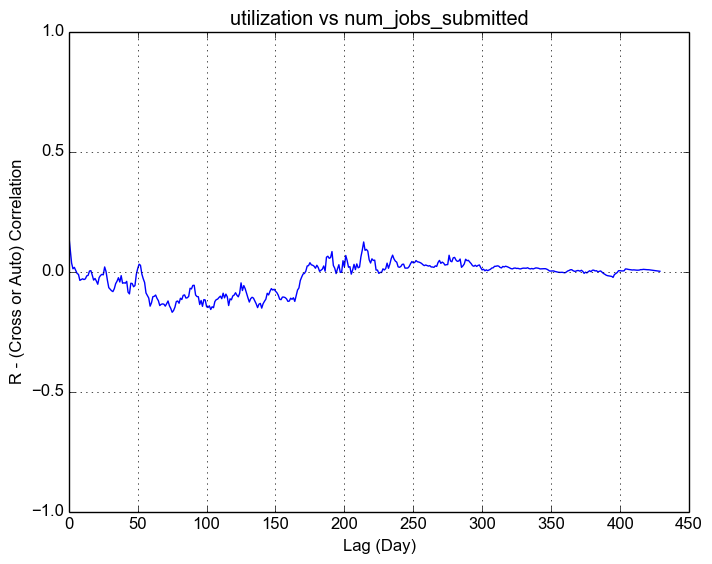 utilization vs num_jobs_submitted
R - (Cross or Auto) Correlation
1.0
0.5
0.0
−0.5
−1.0
0 50 100 150 200 250 300 350 400 450
Lag (Day)